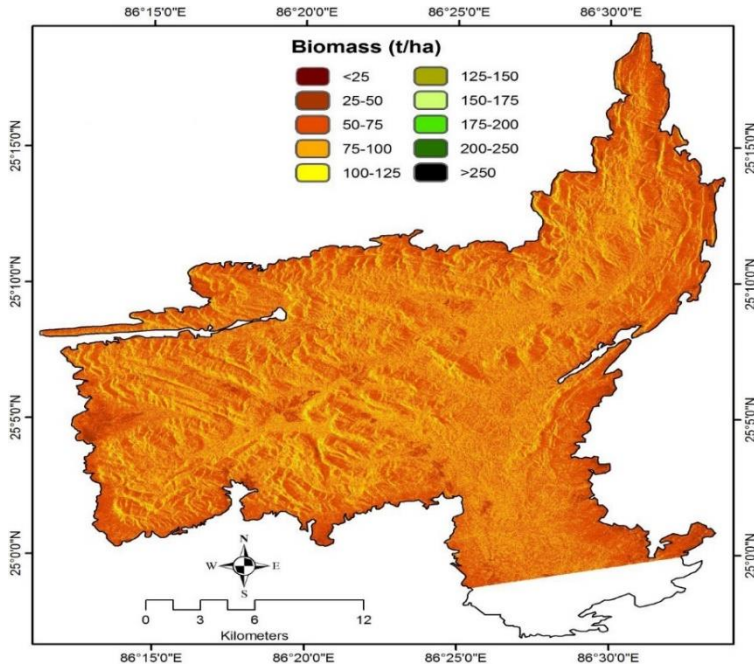 86°15'0"E 86°20'0"E 86°25'0"E 86°30'0"E
Biomass (t/ha)
<25 125-150
25-50 150-175
50-75 175-200
75-100 200-250
100-125 >250
25°15'0"N 25°15'0"N
25°10'0"N 25°10'0"N
25°5'0"N 25°5'0"N
25°0'0"N 25°0'0"N
N
W E
S
0 3 6 12
Kilometers
86°15'0"E 86°20'0"E 86°25'0"E 86°30'0"E